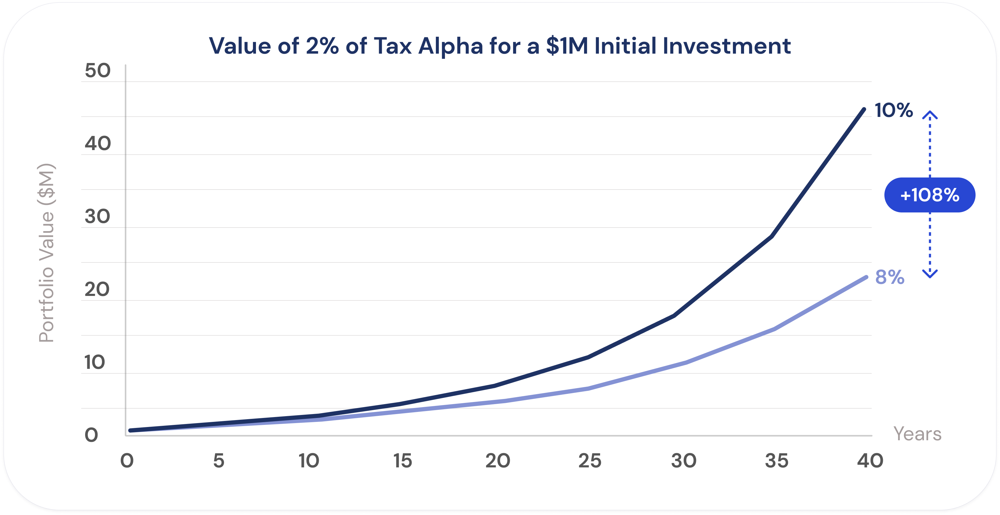 Value of 2% of Tax Alpha for a $1M Initial Investment
Portfolio Value ($M)
50
40
30
20
10
0
10%
+108%
8%
Years
0 5 10 15 20 25 30 35 40